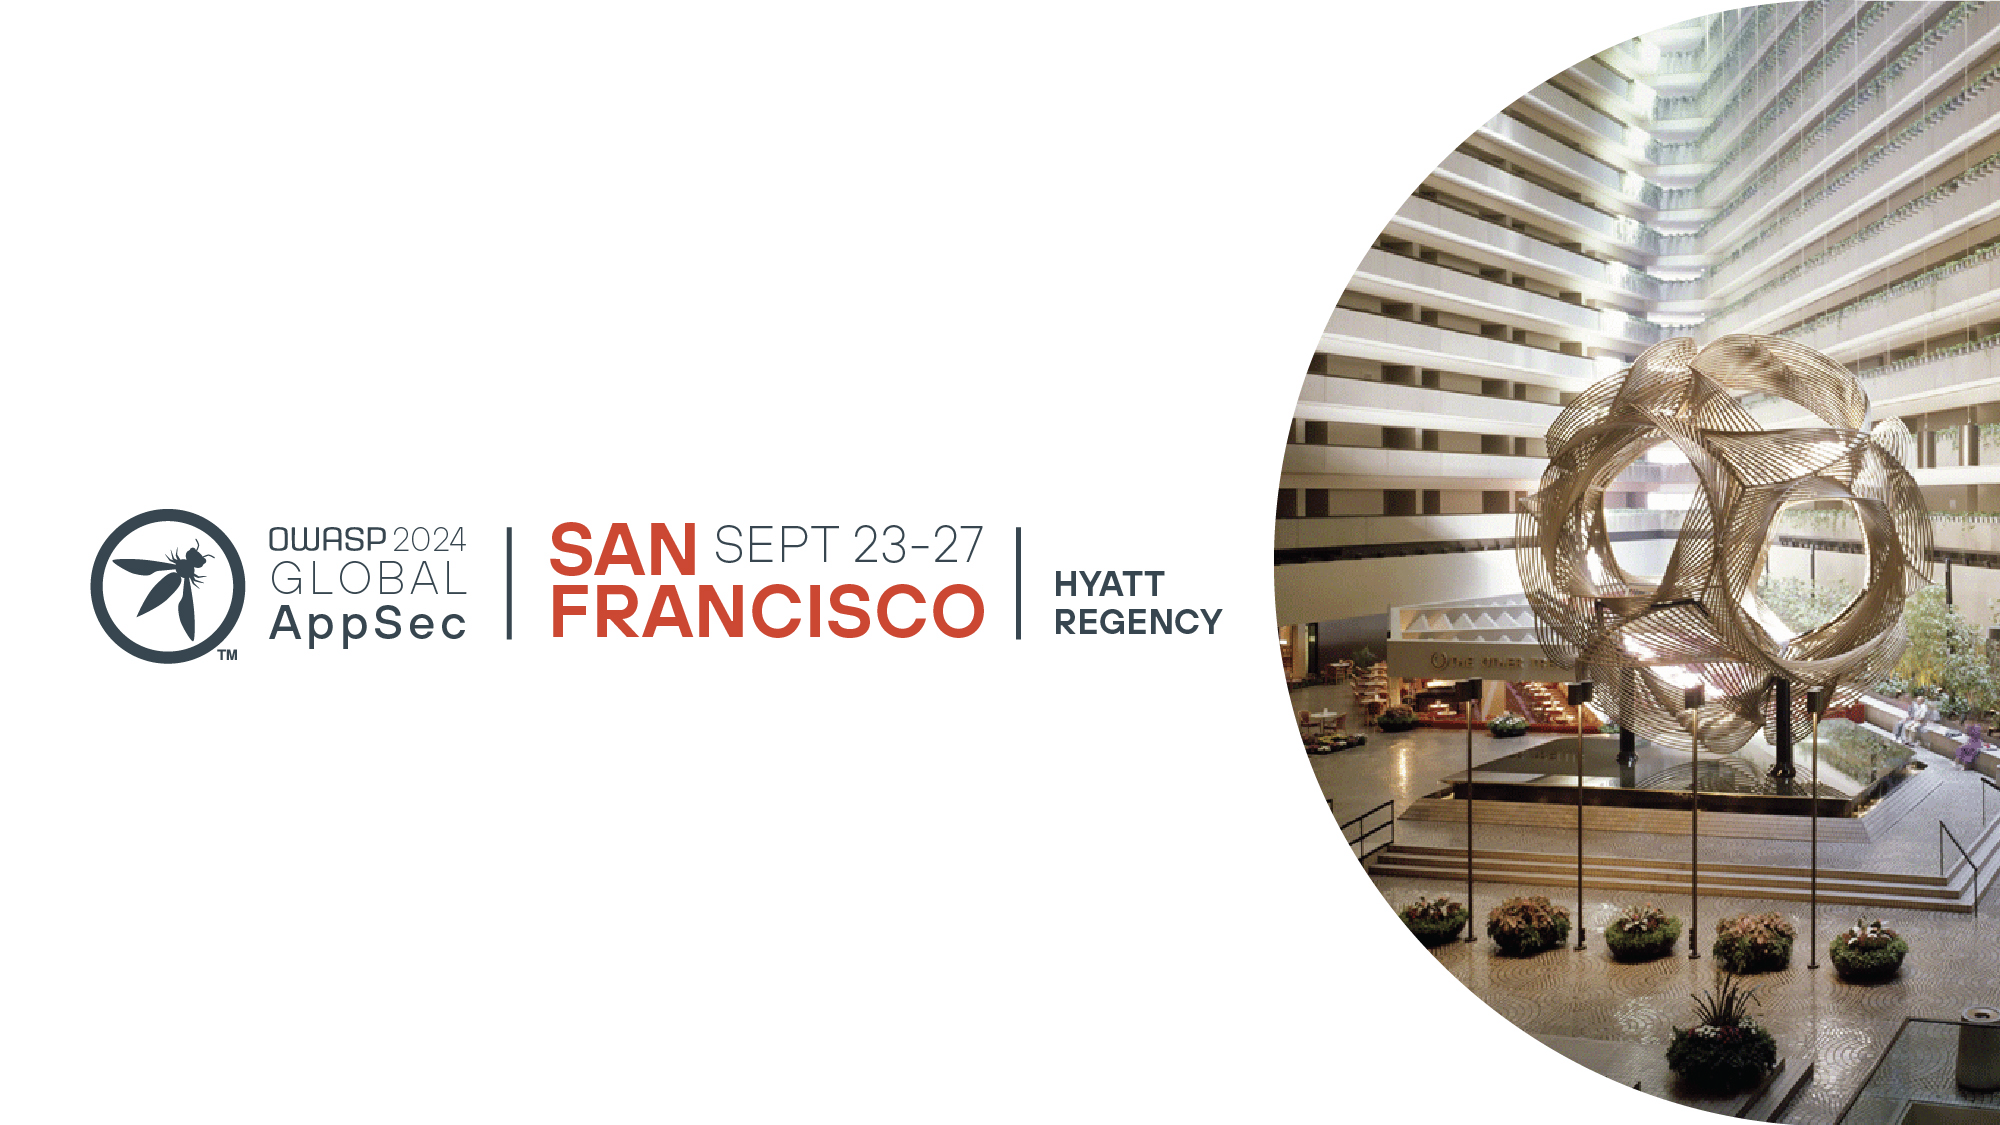 OWASP 2024
GLOBAL
AppSec
TM
SAN SEPT 23-27
FRANCISCO
HYATT
REGENCY